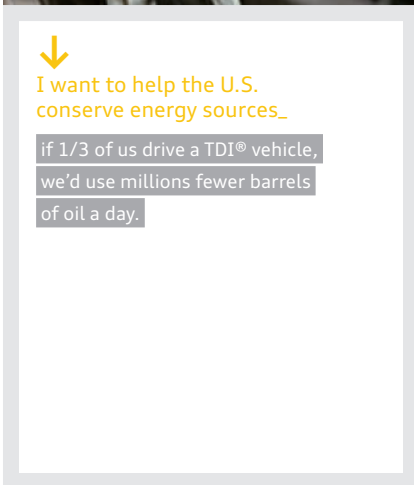 I want to help the U.S.
conserve energy sources_
if 1/3 of us drive a TDI® vehicle,
we’d use millions fewer barrels
of oil a day.